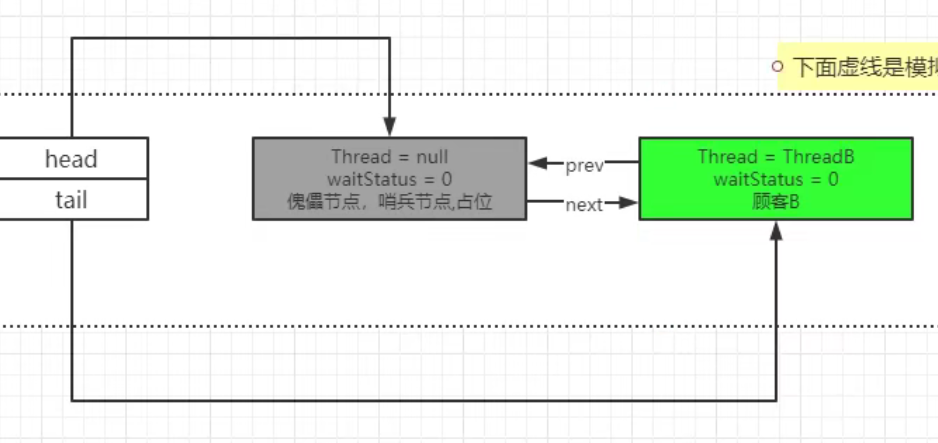 下面虚线是模拟
head
tail
Thread = null
waitStatus = 0
傀儡节点，哨兵节点,占位
prev
next
Thread = ThreadB
waitStatus = 0
顾客B